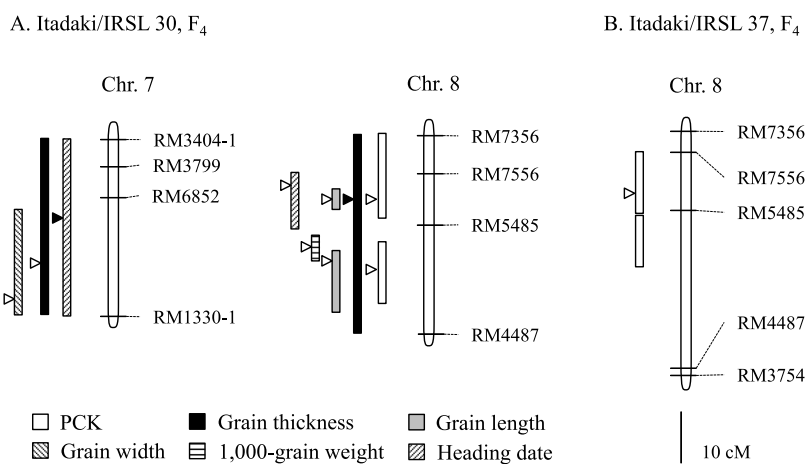 A. Itadaki/IRSL 30, F4
B. Itadaki/IRSL 37, F4
Chr. 7
Chr. 8
Chr. 8
RM3404-1
RM3799
RM6852
RM1330-1
RM7356
RM7556
RM5485
RM4487
RM7356
RM7556
RM5485
RM4487
RM3754
PCK
Grain thickness
Grain length
Grain width
1,000-grain weight
Heading date
10 cM